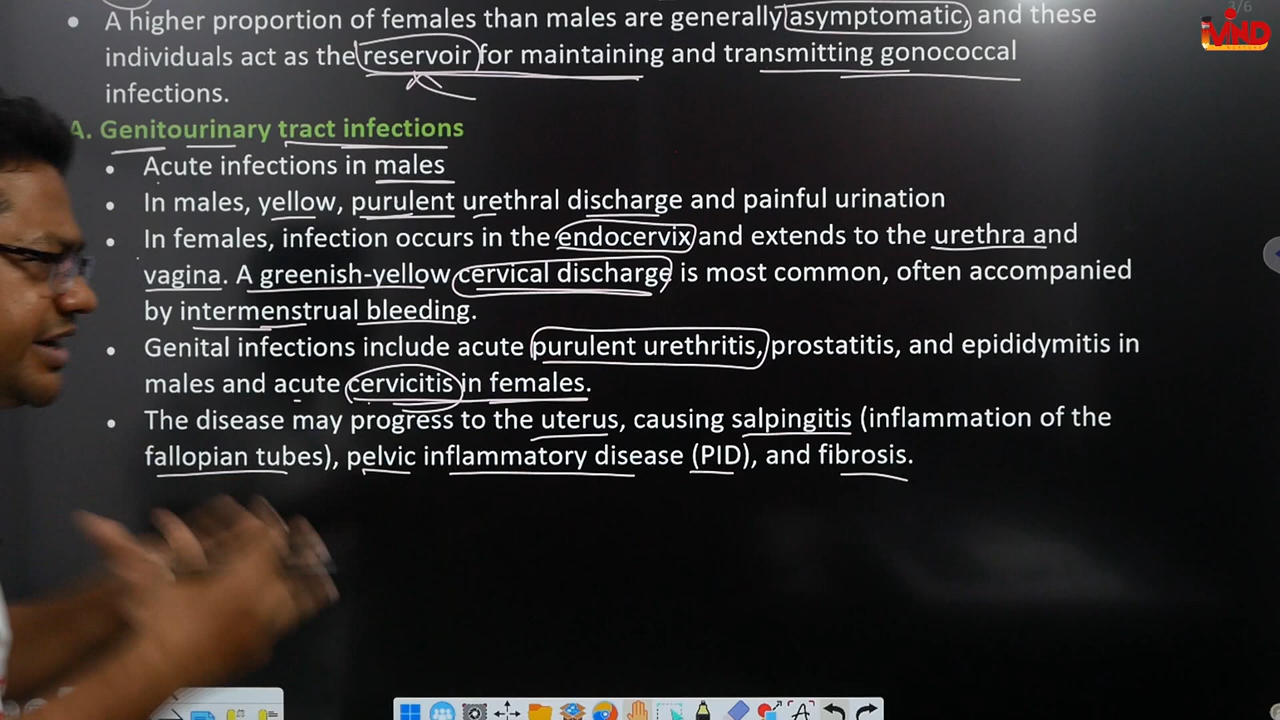 3/6
iVIND
• A higher proportion of females than males are generally asymptomatic, and these
individuals act as the reservoir for maintaining and transmitting gonococcal
infections.
A. Genitourinary tract infections
• Acute infections in males
• In males, yellow, purulent urethral discharge and painful urination
• In females, infection occurs in the endocervix and extends to the urethra and
vagina. A greenish-yellow cervical discharge is most common, often accompanied
by intermenstrual bleeding.
• Genital infections include acute purulent urethritis, prostatitis, and epididymitis in
males and acute cervicitis in females.
• The disease may progress to the uterus, causing salpingitis (inflammation of the
fallopian tubes), pelvic inflammatory disease (PID), and fibrosis.